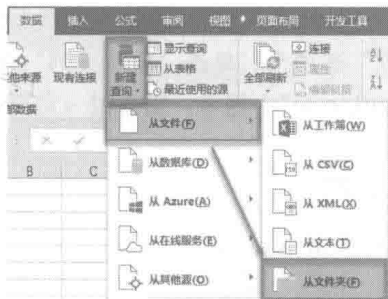 数据 插入 公式 审阅 视图 页面布局 开发工具
显示查询 连接
从表格 属性
他来源 现有连接 新建 最近使用的源 全部刷新 编辑链接
查询
从文件(F) 从工作簿(W)
B C 从数据库(D) 从 CSV(C)
从 Azure(A) 从 XML(X)
从在线服务(E) 从文本(T)
从其他源(O) 从文件夹(F)